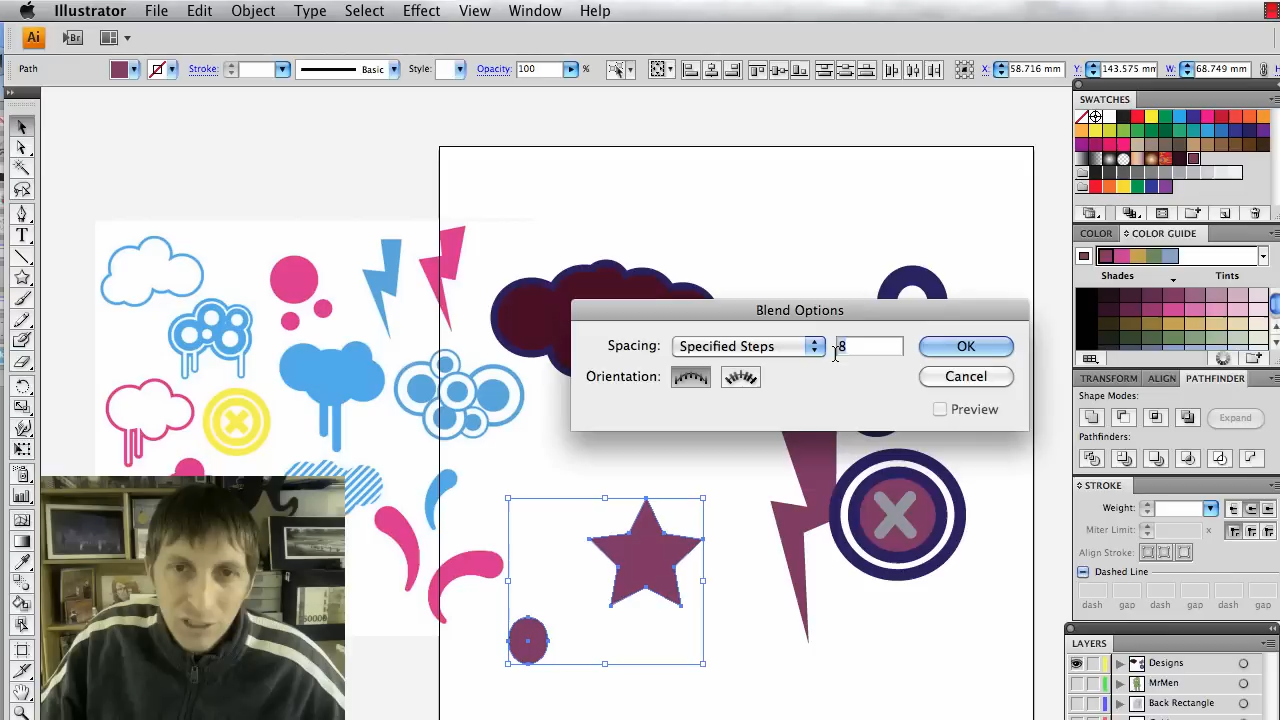 Illustrator File Edit Object Type Select Effect View Window Help
Ai Br
Path Stroke: Basic Style: Opacity: 100 % X: 58.716 mm Y: 143.575 mm W: 68.749 mm
SWATCHES
COLOR COLOR GUIDE
Shades Tints
Blend Options
Spacing: Specified Steps 8 OK
Orientation: Cancel
Preview
TRANSFORM ALIGN PATHFINDER
Shape Modes:
Expand
Pathfinders:
STROKE
Weight:
Miter Limit: x
Align Stroke:
Dashed Line
dash gap dash gap dash gap
LAYERS
Designs
MrMen
Back Rectangle